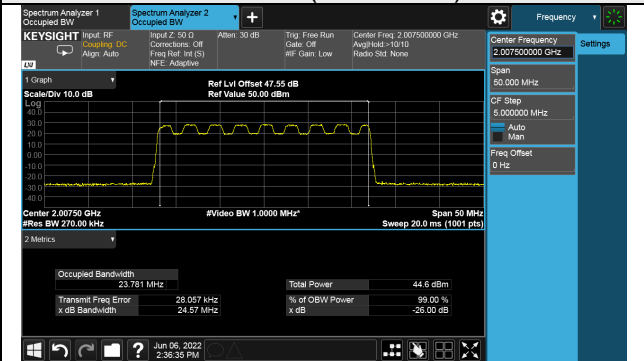 Spectrum Analyzer 1
Occupied BW
Spectrum Analyzer 2
Occupied BW
Frequency
KEYSIGHT
Input: RF
Coupling: DC
Align: Auto
Input Z: 50 Ω
Corrections: Off
Freq Ref: Int (S)
NFE: Adaptive
Atten: 30 dB
Trig: Free Run
Gate: Off
#IF Gain: Low
Center Freq: 2.007500000 GHz
Avg|Hold:>10/10
Radio Std: None
LXI
Center Frequency
2.007500000 GHz
Settings
Span
50.000 MHz
CF Step
5.000000 MHz
Auto
Man
Freq Offset
0 Hz
1 Graph
Scale/Div 10.0 dB
Ref Lvl Offset 47.55 dB
Ref Value 50.00 dBm
Log
40.0
30.0
20.0
10.0
0.00
-10.0
-20.0
-30.0
-40.0
Center 2.00750 GHz
#Res BW 270.00 kHz
#Video BW 1.0000 MHz*
Span 50 MHz
Sweep 20.0 ms (1001 pts)
2 Metrics
Occupied Bandwidth
23.781 MHz
Total Power 44.6 dBm
Transmit Freq Error 28.057 kHz
% of OBW Power 99.00 %
x dB Bandwidth 24.57 MHz
x dB -26.00 dB
?
Jun 06, 2022
2:36:35 PM